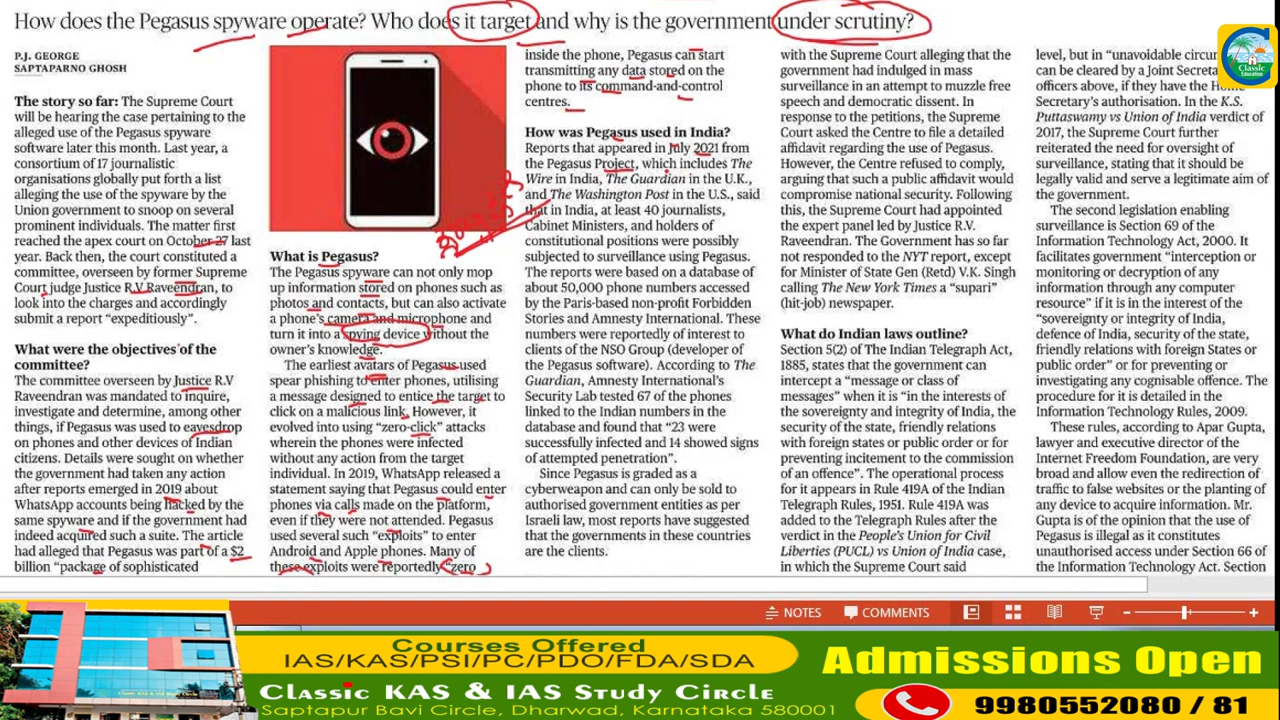 How does the Pegasus spyware operate? Who does it target and why is the government under scrutiny?
P.J. GEORGE
SAPTAPARNO GHOSH
The story so far: The Supreme Court
will be hearing the case pertaining to the
alleged use of the Pegasus spyware
software later this month. Last year, a
consortium of 17 journalistic
organisations globally put forth a list
alleging the use of the spyware by the
Union government to snoop on several
prominent individuals. The matter first
reached the apex court on October 27 last
year. Back then, the court constituted a
committee, overseen by former Supreme
Court judge Justice R.V Raveendran, to
look into the charges and accordingly
submit a report "expeditiously".
What were the objectives of the
committee?
The committee overseen by Justice R.V
Raveendran was mandated to inquire,
investigate and determine, among other
things, if Pegasus was used to eavesdrop
on phones and other devices of Indian
citizens. Details were sought on whether
the government had taken any action
after reports emerged in 2019 about
WhatsApp accounts being hacked by the
same spyware and if the government had
indeed acquired such a suite. The article
had alleged that Pegasus was part of a $2
billion "package of sophisticated
What is Pegasus?
The Pegasus spyware can not only mop
up information stored on phones such as
photos and contacts, but can also activate
a phone's camera and microphone and
turn it into a spying device without the
owner's knowledge.
The earliest avatars of Pegasus used
spear phishing to enter phones, utilising
a message designed to entice the target to
click on a malicious link. However, it
evolved into using "zero-click" attacks
wherein the phones were infected
without any action from the target
individual. In 2019, WhatsApp released a
statement saying that Pegasus could enter
phones via calls made on the platform,
even if they were not attended. Pegasus
used several such "exploits" to enter
Android and Apple phones. Many of
these exploits were reportedly "zero
inside the phone, Pegasus can start
transmitting any data stored on the
phone to its command-and-control
centres.
How was Pegasus used in India?
Reports that appeared in July 2021 from
the Pegasus Project, which includes The
Wire in India, The Guardian in the U.K.,
and The Washington Post in the U.S., said
that in India, at least 40 journalists,
Cabinet Ministers, and holders of
constitutional positions were possibly
subjected to surveillance using Pegasus.
The reports were based on a database of
about 50,000 phone numbers accessed
by the Paris-based non-profit Forbidden
Stories and Amnesty International. These
numbers were reportedly of interest to
clients of the NSO Group (developer of
the Pegasus software). According to The
Guardian, Amnesty International's
Security Lab tested 67 of the phones
linked to the Indian numbers in the
database and found that "23 were
successfully infected and 14 showed signs
of attempted penetration".
Since Pegasus is graded as a
cyberweapon and can only be sold to
authorised government entities as per
Israeli law, most reports have suggested
that the governments in these countries
are the clients.
with the Supreme Court alleging that the
government had indulged in mass
surveillance in an attempt to muzzle free
speech and democratic dissent. In
response to the petitions, the Supreme
Court asked the Centre to file a detailed
affidavit regarding the use of Pegasus.
However, the Centre refused to comply,
arguing that such a public affidavit would
compromise national security. Following
this, the Supreme Court had appointed
the expert panel led by Justice R.V.
Raveendran. The Government has so far
not responded to the NYT report, except
for Minister of State Gen (Retd) V.K. Singh
calling The New York Times a "supari"
(hit-job) newspaper.
What do Indian laws outline?
Section 5(2) of The Indian Telegraph Act,
1885, states that the government can
intercept a "message or class of
messages" when it is "in the interests of
the sovereignty and integrity of India, the
security of the state, friendly relations
with foreign states or public order or for
preventing incitement to the commission
of an offence". The operational process
for it appears in Rule 419A of the Indian
Telegraph Rules, 1951. Rule 419A was
added to the Telegraph Rules after the
verdict in the People's Union for Civil
Liberties (PUCL) vs Union of India case,
in which the Supreme Court said
level, but in "unavoidable circum
can be cleared by a Joint Secreta
officers above, if they have the Home
Secretary's authorisation. In the K.S.
Puttaswamy vs Union of India verdict of
2017, the Supreme Court further
reiterated the need for oversight of
surveillance, stating that it should be
legally valid and serve a legitimate aim of
the government.
The second legislation enabling
surveillance is Section 69 of the
Information Technology Act, 2000. It
facilitates government "interception or
monitoring or decryption of any
information through any computer
resource" if it is in the interest of the
"sovereignty or integrity of India,
defence of India, security of the state,
friendly relations with foreign States or
public order" or for preventing or
investigating any cognisable offence. The
procedure for it is detailed in the
Information Technology Rules, 2009.
These rules, according to Apar Gupta,
lawyer and executive director of the
Internet Freedom Foundation, are very
broad and allow even the redirection of
traffic to false websites or the planting of
any device to acquire information. Mr.
Gupta is of the opinion that the use of
Pegasus is illegal as it constitutes
unauthorised access under Section 66 of
the Information Technology Act. Section
Classic
Education
NOTES
COMMENTS
Courses Offered
IAS/KAS/PSI/PC/PDO/FDA/SDA
Classic KAS & IAS Study Circle
Saptapur Bavi Circle, Dharwad, Karnataka 580001
Admissions Open
9980552080 / 81